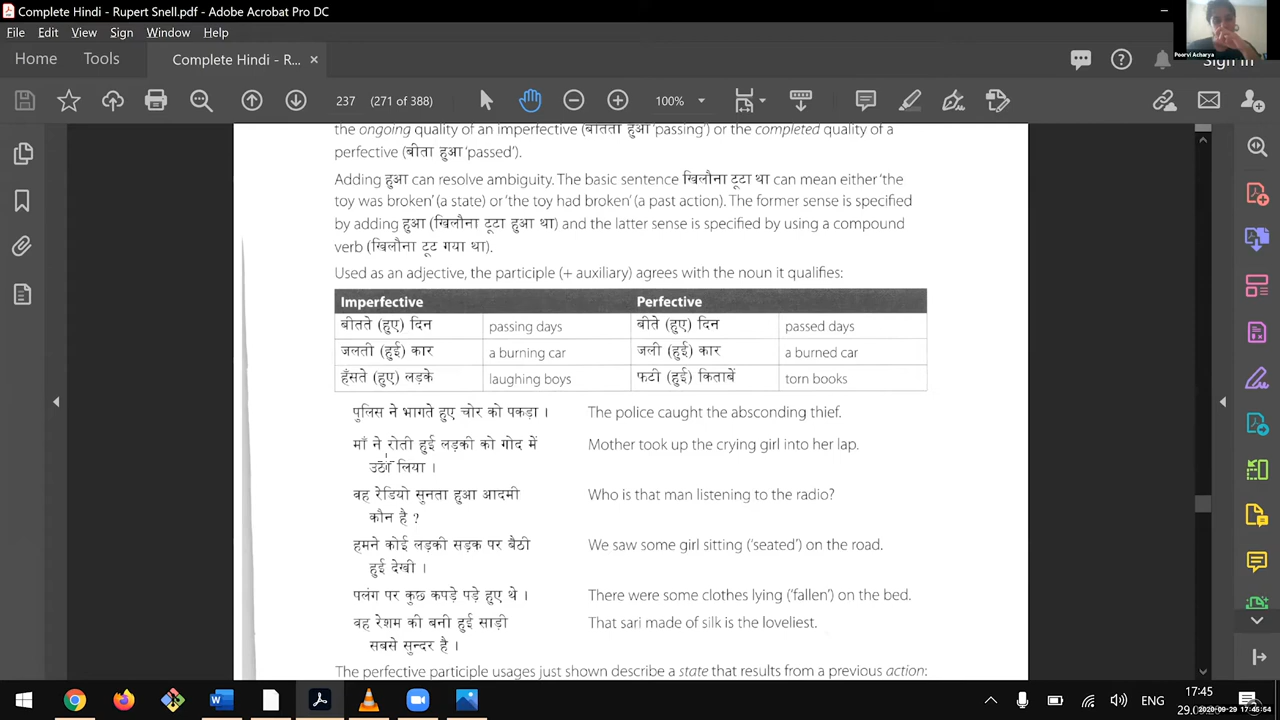 Complete Hindi - Rupert Snell.pdf - Adobe Acrobat Pro DC
File Edit View Sign Window Help
Poorvi Acharya
Home Tools Complete Hindi - R... × Sign In
237 (271 of 388) 100%
the ongoing quality of an imperfective (बीतता हुआ 'passing') or the completed quality of a
perfective (बीता हुआ 'passed').
Adding हुआ can resolve ambiguity. The basic sentence खिलौना टूटा था can mean either 'the
toy was broken' (a state) or 'the toy had broken' (a past action). The former sense is specified
by adding हुआ (खिलौना टूटा हुआ था) and the latter sense is specified by using a compound
verb (खिलौना टूट गया था).
Used as an adjective, the participle (+ auxiliary) agrees with the noun it qualifies:
Imperfective Perfective
बीतते (हुए) दिन passing days बीते (हुए) दिन passed days
जलती (हुई) कार a burning car जली (हुई) कार a burned car
हँसते (हुए) लड़के laughing boys फटी (हुई) किताबें torn books
पुलिस ने भागते हुए चोर को पकड़ा । The police caught the absconding thief.
माँ ने रोती हुई लड़की को गोद में Mother took up the crying girl into her lap.
उठा लिया ।
वह रेडियो सुनता हुआ आदमी Who is that man listening to the radio?
कौन है ?
हमने कोई लड़की सड़क पर बैठी We saw some girl sitting ('seated') on the road.
हुई देखी ।
पलंग पर कुछ कपड़े पड़े हुए थे । There were some clothes lying ('fallen') on the bed.
वह रेशम की बनी हुई साड़ी That sari made of silk is the loveliest.
सबसे सुन्दर है ।
The perfective participle usages just shown describe a state that results from a previous action:
ENG 17:45
2020-09-29